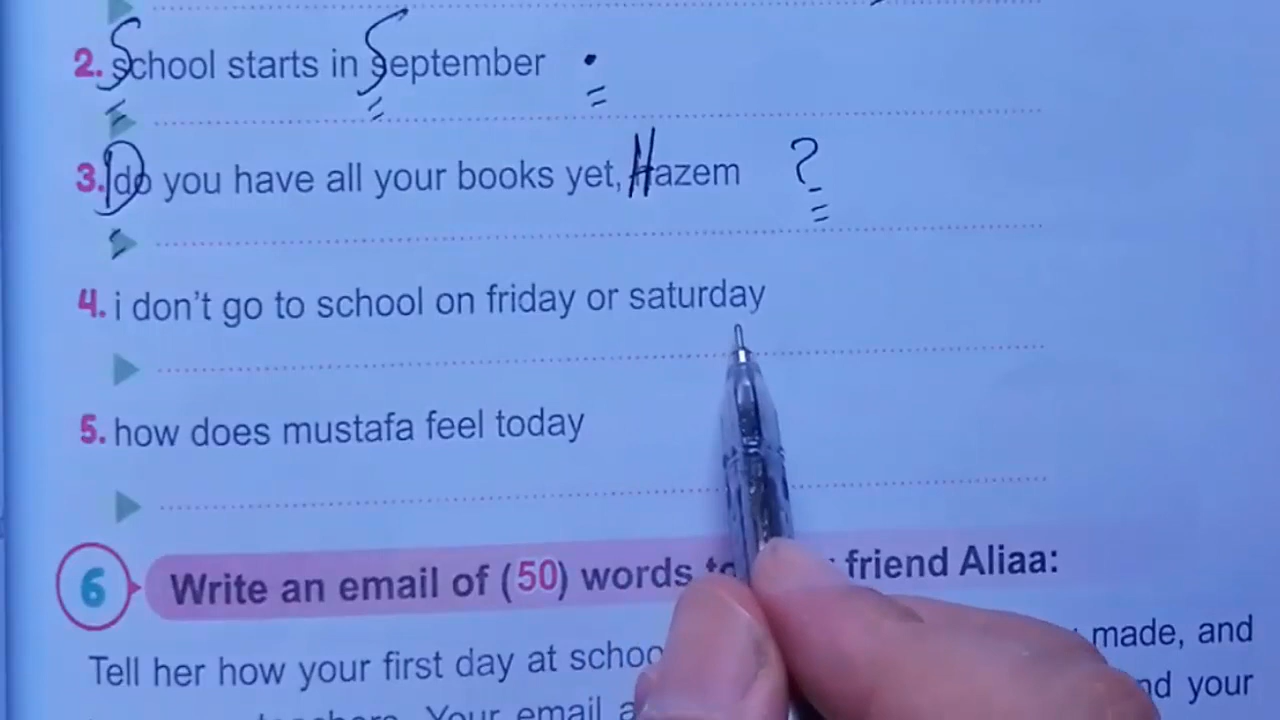 2. School starts in September .
3. Do you have all your books yet, Hazem ?
4. i don't go to school on friday or saturday
5. how does mustafa feel today
6 Write an email of (50) words friend Aliaa:
Tell her how your first day at made, and
Your email your